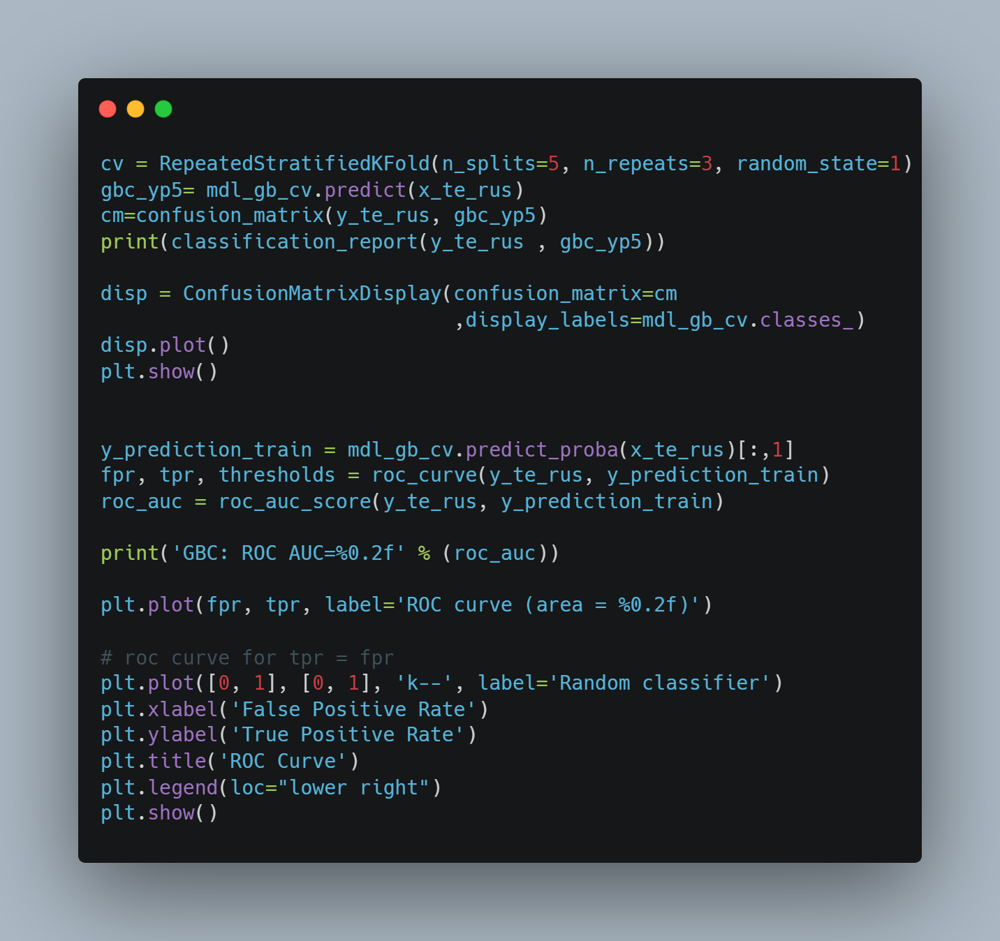 cv = RepeatedStratifiedKFold(n_splits=5, n_repeats=3, random_state=1)
gbc_yp5= mdl_gb_cv.predict(x_te_rus)
cm=confusion_matrix(y_te_rus, gbc_yp5)
print(classification_report(y_te_rus , gbc_yp5))

disp = ConfusionMatrixDisplay(confusion_matrix=cm
                              ,display_labels=mdl_gb_cv.classes_)
disp.plot()
plt.show()


y_prediction_train = mdl_gb_cv.predict_proba(x_te_rus)[:,1]
fpr, tpr, thresholds = roc_curve(y_te_rus, y_prediction_train)
roc_auc = roc_auc_score(y_te_rus, y_prediction_train)

print('GBC: ROC AUC=%0.2f' % (roc_auc))

plt.plot(fpr, tpr, label='ROC curve (area = %0.2f)')

# roc curve for tpr = fpr
plt.plot([0, 1], [0, 1], 'k--', label='Random classifier')
plt.xlabel('False Positive Rate')
plt.ylabel('True Positive Rate')
plt.title('ROC Curve')
plt.legend(loc="lower right")
plt.show()